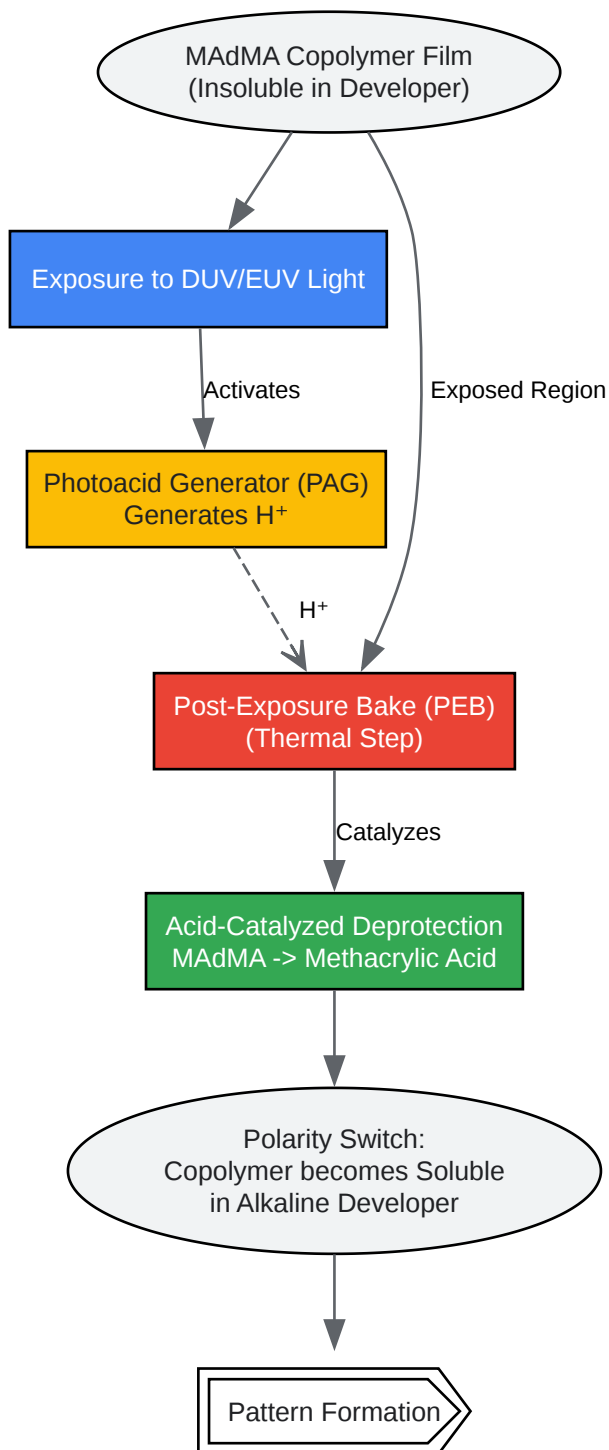 MAdMA Copolymer Film
(Insoluble in Developer)
Exposure to DUV/EUV Light
Activates
Exposed Region
Photoacid Generator (PAG)
Generates H⁺
H⁺
Post-Exposure Bake (PEB)
(Thermal Step)
Catalyzes
Acid-Catalyzed Deprotection
MAdMA -> Methacrylic Acid
Polarity Switch:
Copolymer becomes Soluble
in Alkaline Developer
Pattern Formation